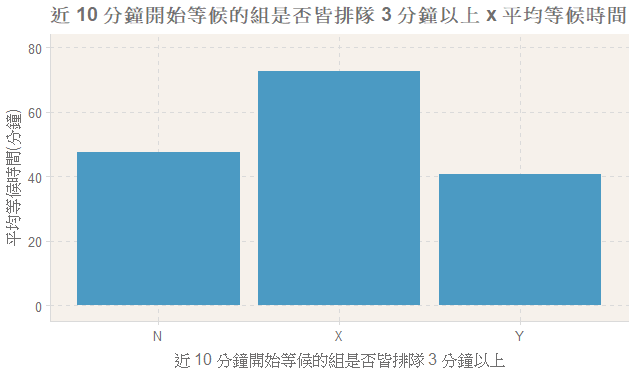 近 10 分鐘開始等候的組是否皆排隊 3 分鐘以上 x 平均等候時間
平均等候時間(分鐘)
80
60
40
20
0
N
X
Y
近 10 分鐘開始等候的組是否皆排隊 3 分鐘以上